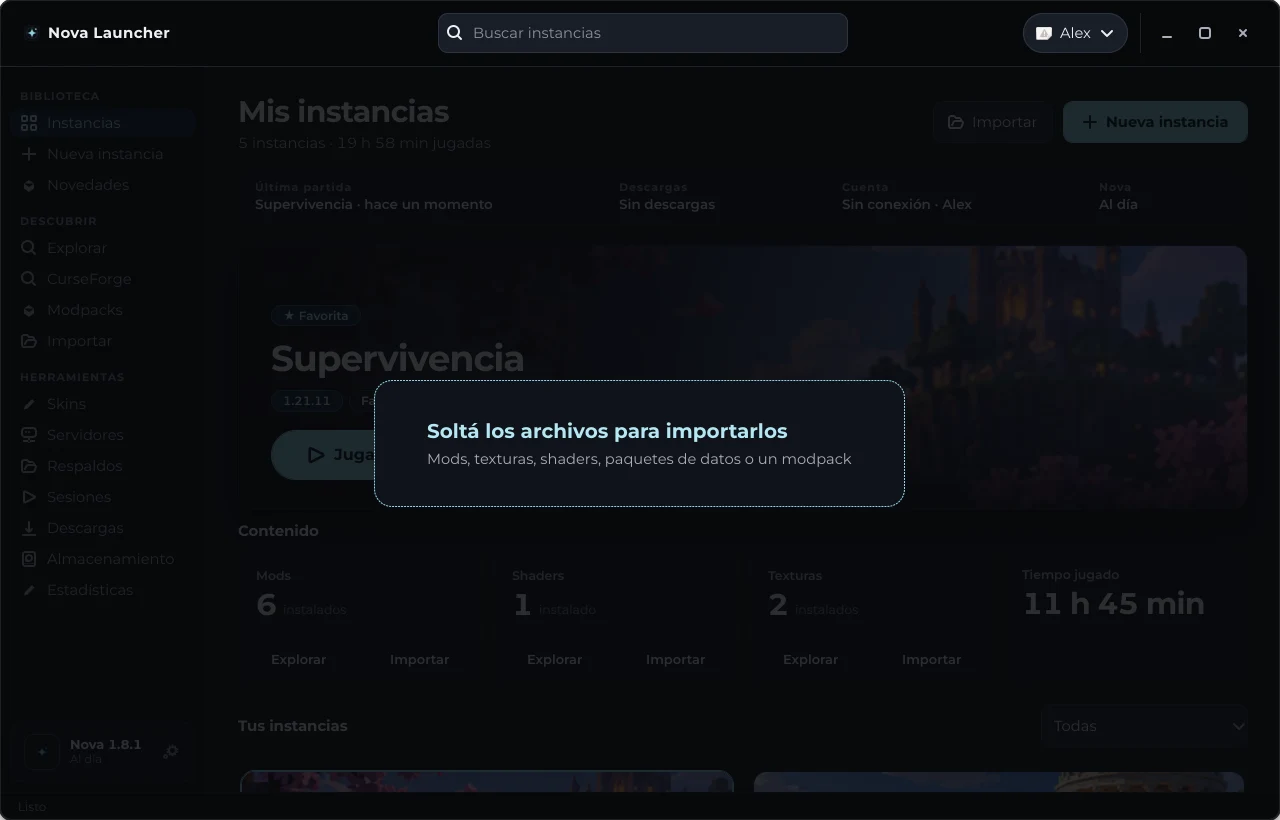 Nova Launcher
Buscar instancias
Alex
BIBLIOTECA
Instancias
Nueva instancia
Novedades
DESCUBRIR
Explorar
CurseForge
Modpacks
Importar
HERRAMIENTAS
Skins
Servidores
Respaldos
Sesiones
Descargas
Almacenamiento
Estadísticas
Nova 1.8.1
Al día
Listo
Mis instancias
5 instancias · 19 h 58 min jugadas
Importar
Nueva instancia
Última partida
Supervivencia · hace un momento
Descargas
Sin descargas
Cuenta
Sin conexión · Alex
Nova
Al día
★ Favorita
Supervivencia
1.21.11 Fa
Juga
Soltá los archivos para importarlos
Mods, texturas, shaders, paquetes de datos o un modpack
Contenido
Mods
6 instalados
Explorar Importar
Shaders
1 instalado
Explorar Importar
Texturas
2 instalados
Explorar Importar
Tiempo jugado
11 h 45 min
Tus instancias
Todas